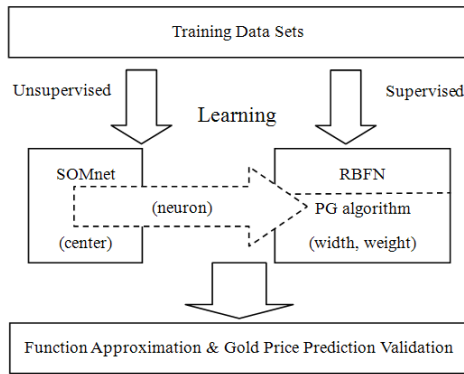 Training Data Sets
Unsupervised
Supervised
Learning
SOMnet
RBFN
(neuron)
PG algorithm
(center)
(width, weight)
Function Approximation & Gold Price Prediction Validation